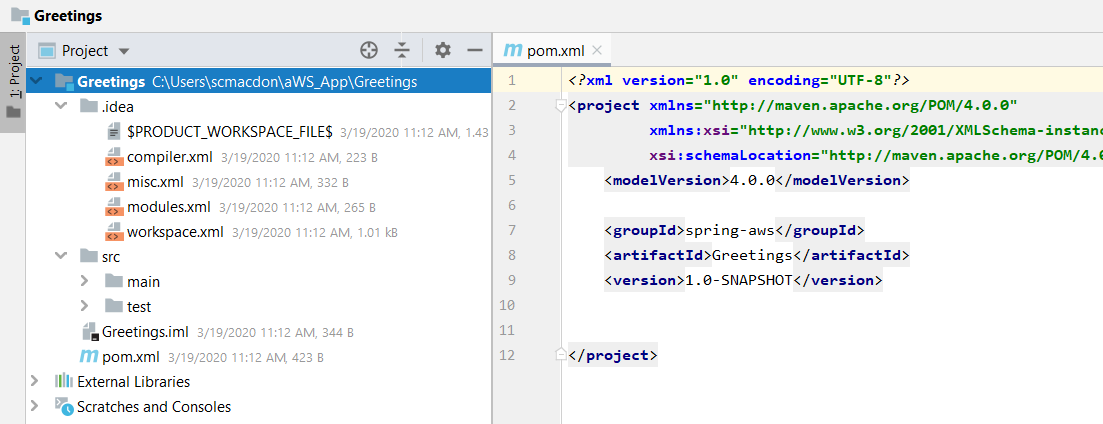 Greetings
1: Project
Project
Greetings C:\Users\scmacdon\aWS_App\Greetings
.idea
$PRODUCT_WORKSPACE_FILE$ 3/19/2020 11:12 AM, 1.43
compiler.xml 3/19/2020 11:12 AM, 223 B
misc.xml 3/19/2020 11:12 AM, 332 B
modules.xml 3/19/2020 11:12 AM, 265 B
workspace.xml 3/19/2020 11:12 AM, 1.01 kB
src
main
test
Greetings.iml 3/19/2020 11:12 AM, 344 B
m pom.xml 3/19/2020 11:12 AM, 423 B
External Libraries
Scratches and Consoles
m pom.xml
1 <?xml version="1.0" encoding="UTF-8"?>
2 <project xmlns="http://maven.apache.org/POM/4.0.0"
3 xmlns:xsi="http://www.w3.org/2001/XMLSchema-instanc
4 xsi:schemaLocation="http://maven.apache.org/POM/4.0
5 <modelVersion>4.0.0</modelVersion>
6
7 <groupId>spring-aws</groupId>
8 <artifactId>Greetings</artifactId>
9 <version>1.0-SNAPSHOT</version>
10
11
12 </project>